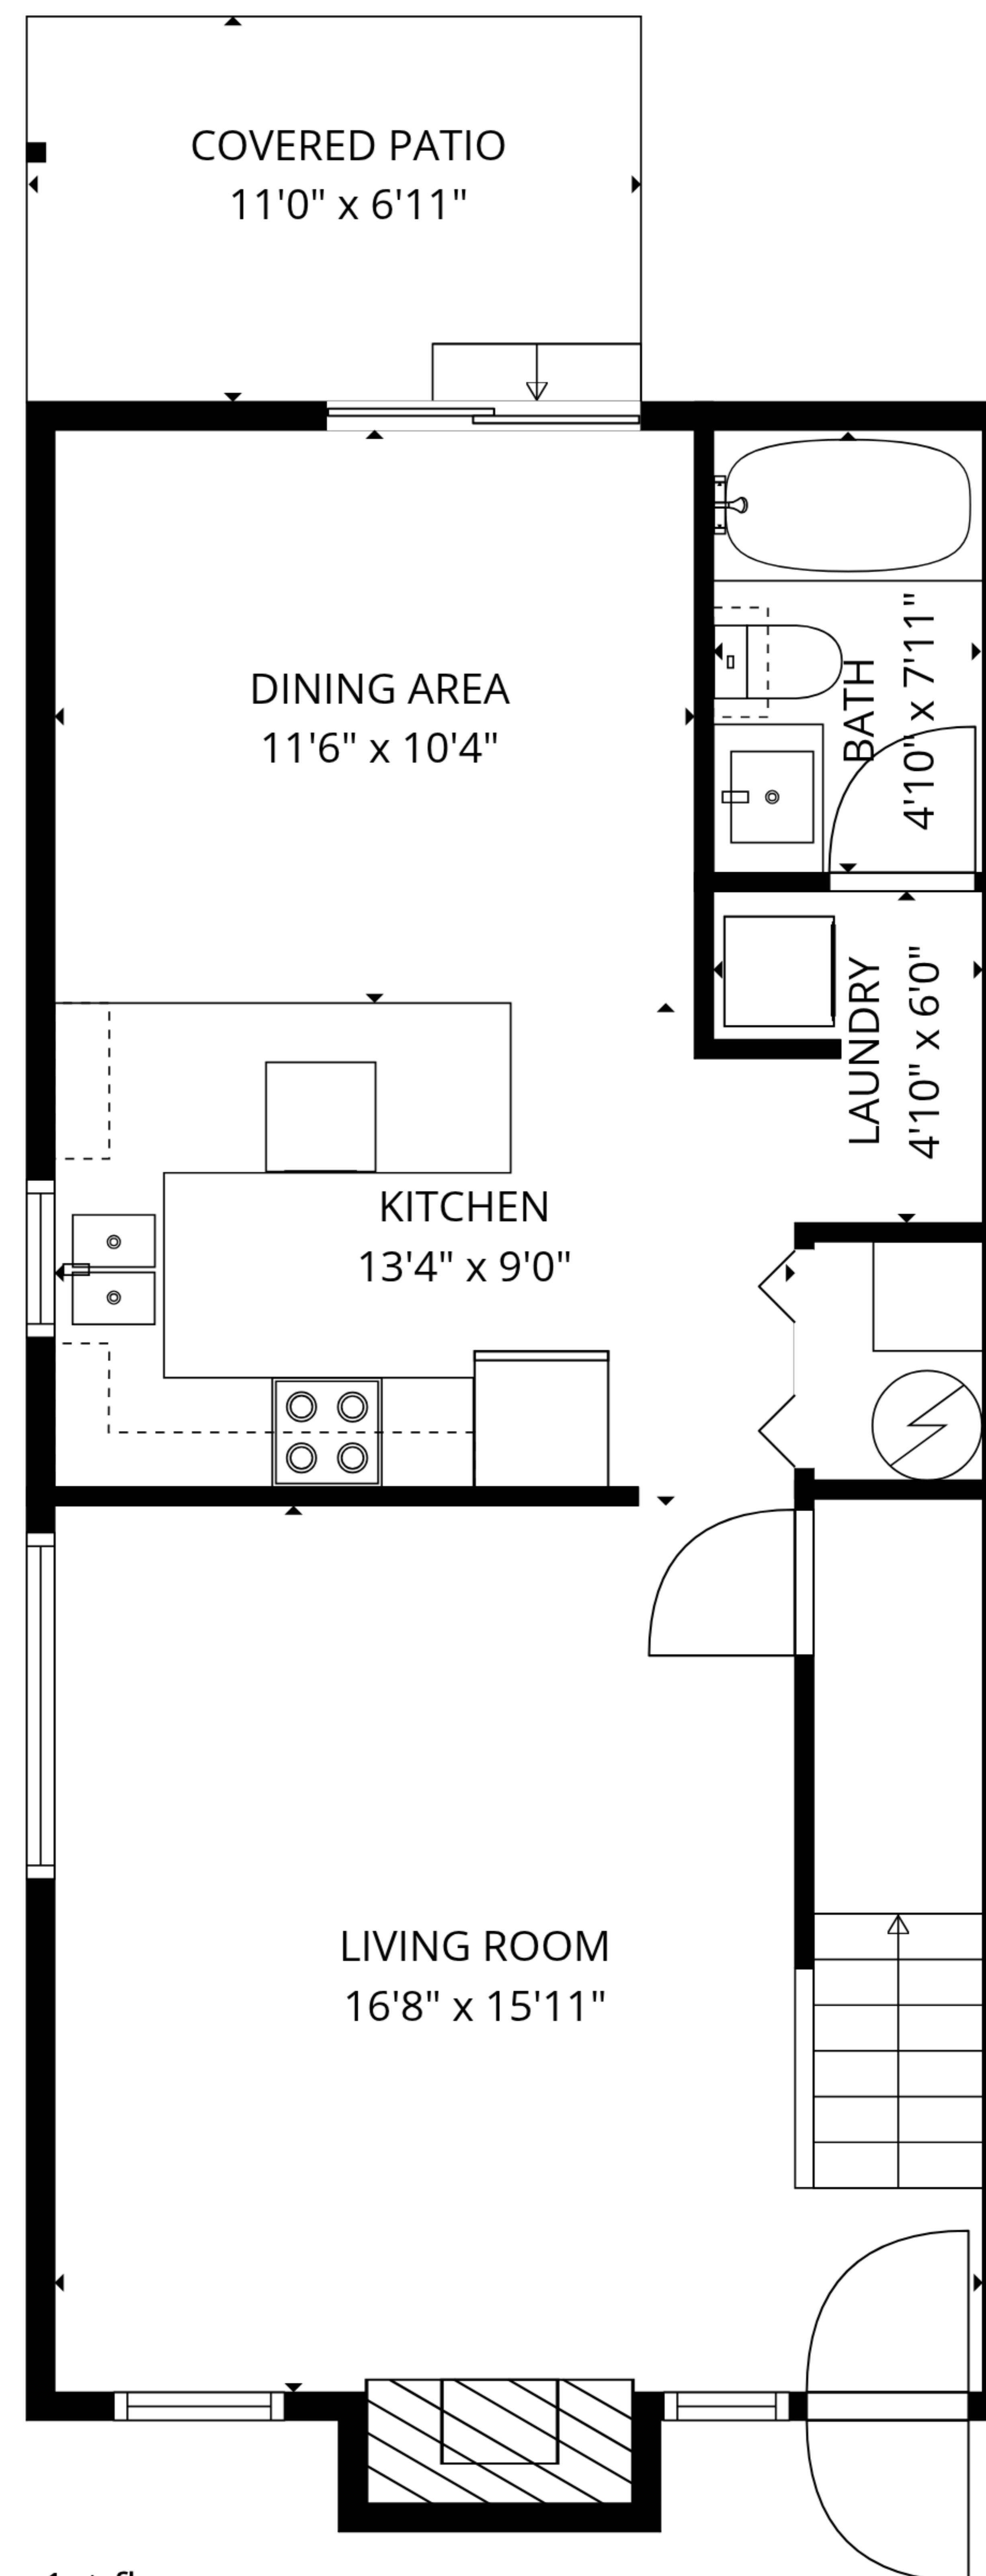 COVERED PATIO
11'0" x 6'11"
DINING AREA
11'6" x 10'4"
BATH
4'10" x 7'11"
LAUNDRY
4'10" x 6'0"
KITCHEN
13'4" x 9'0"
LIVING ROOM
16'8" x 15'11"